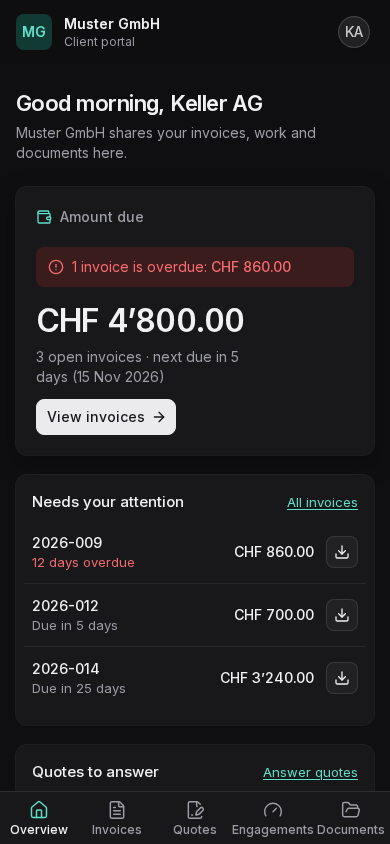 MG
Muster GmbH
Client portal
KA
Good morning, Keller AG
Muster GmbH shares your invoices, work and
documents here.
Amount due
1 invoice is overdue: CHF 860.00
CHF 4’800.00
3 open invoices · next due in 5
days (15 Nov 2026)
View invoices →
Needs your attention
All invoices
2026-009
12 days overdue
CHF 860.00
2026-012
Due in 5 days
CHF 700.00
2026-014
Due in 25 days
CHF 3’240.00
Quotes to answer
Answer quotes
Overview
Invoices
Quotes
Engagements
Documents